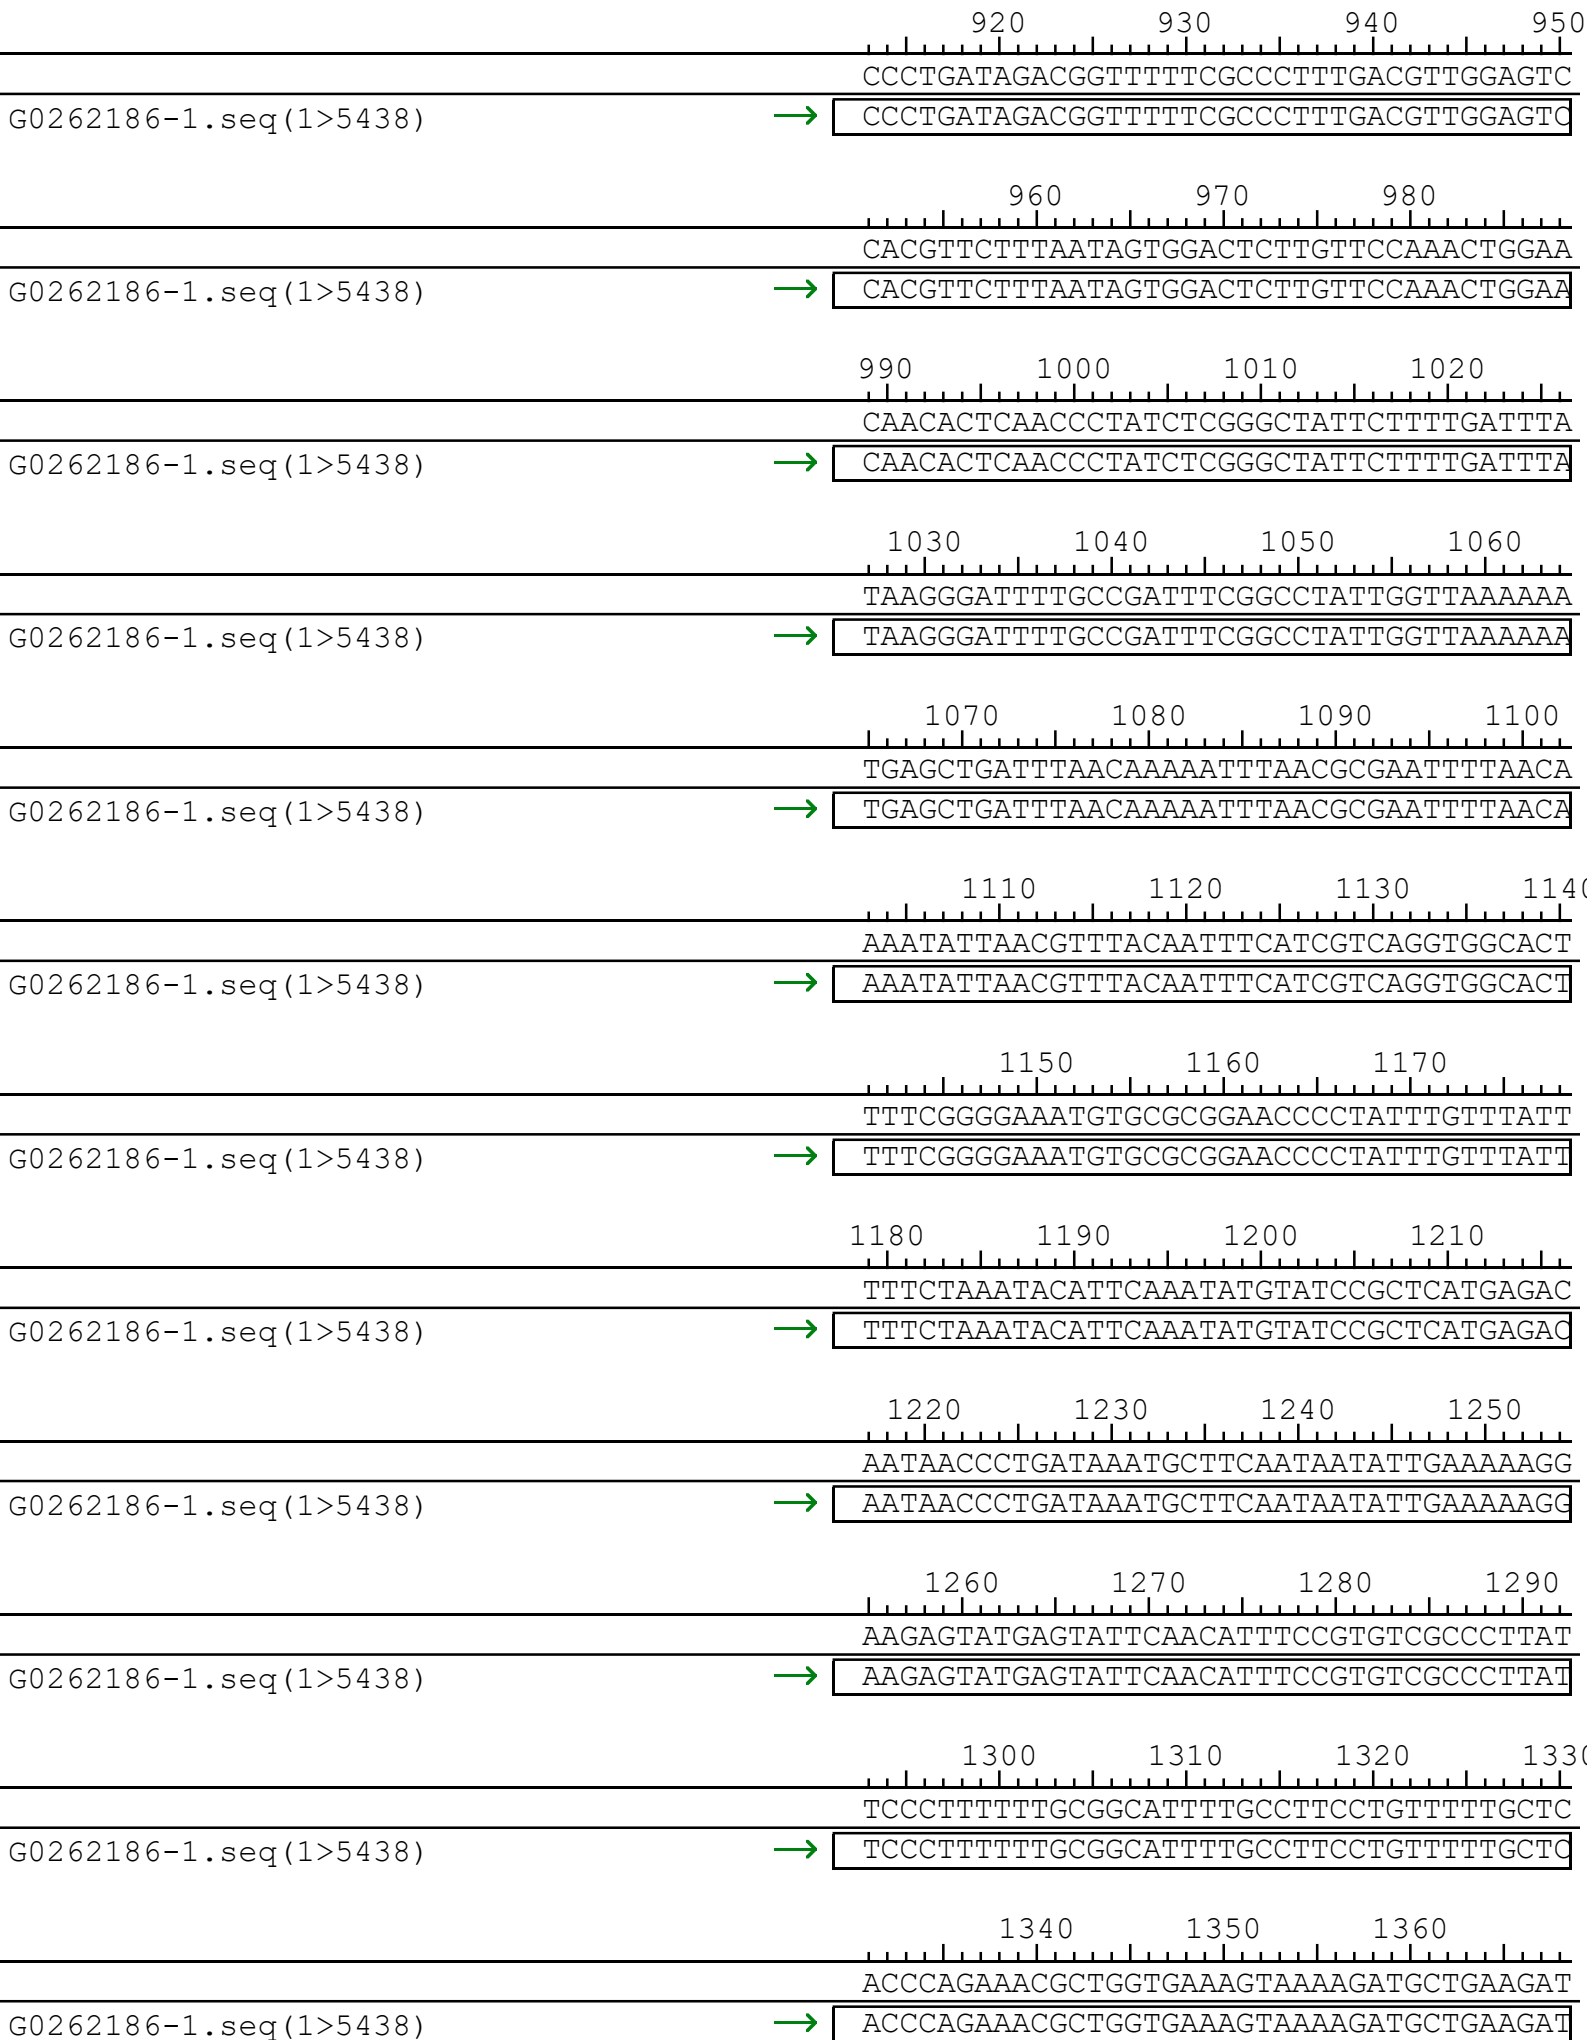 920 930 940 950
CCCTGATAGACGGTTTTTCGCCCTTTGACGTTGGAGTC
G0262186-1.seq(1>5438) → CCCTGATAGACGGTTTTTCGCCCTTTGACGTTGGAGTC
960 970 980
CACGTTCTTTAATAGTGGACTCTTGTTCCAAACTGGAA
G0262186-1.seq(1>5438) → CACGTTCTTTAATAGTGGACTCTTGTTCCAAACTGGAA
990 1000 1010 1020
CAACACTCAACCCTATCTCGGGCTATTCTTTTGATTTA
G0262186-1.seq(1>5438) → CAACACTCAACCCTATCTCGGGCTATTCTTTTGATTTA
1030 1040 1050 1060
TAAGGGATTTTGCCGATTTCGGCCTATTGGTTAAAAAA
G0262186-1.seq(1>5438) → TAAGGGATTTTGCCGATTTCGGCCTATTGGTTAAAAAA
1070 1080 1090 1100
TGAGCTGATTTAACAAAAATTTAACGCGAATTTTAACA
G0262186-1.seq(1>5438) → TGAGCTGATTTAACAAAAATTTAACGCGAATTTTAACA
1110 1120 1130 1140
AAATATTAACGTTTACAATTTCATCGTCAGGTGGCACT
G0262186-1.seq(1>5438) → AAATATTAACGTTTACAATTTCATCGTCAGGTGGCACT
1150 1160 1170
TTTCGGGGAAATGTGCGCGGAACCCCTATTTGTTTATT
G0262186-1.seq(1>5438) → TTTCGGGGAAATGTGCGCGGAACCCCTATTTGTTTATT
1180 1190 1200 1210
TTTCTAAATACATTCAAATATGTATCCGCTCATGAGAC
G0262186-1.seq(1>5438) → TTTCTAAATACATTCAAATATGTATCCGCTCATGAGAC
1220 1230 1240 1250
AATAACCCTGATAAATGCTTCAATAATATTGAAAAAGG
G0262186-1.seq(1>5438) → AATAACCCTGATAAATGCTTCAATAATATTGAAAAAGG
1260 1270 1280 1290
AAGAGTATGAGTATTCAACATTTCCGTGTCGCCCTTAT
G0262186-1.seq(1>5438) → AAGAGTATGAGTATTCAACATTTCCGTGTCGCCCTTAT
1300 1310 1320 1330
TCCCTTTTTTGCGGCATTTTGCCTTCCTGTTTTTGCTC
G0262186-1.seq(1>5438) → TCCCTTTTTTGCGGCATTTTGCCTTCCTGTTTTTGCTC
1340 1350 1360
ACCCAGAAACGCTGGTGAAAGTAAAAGATGCTGAAGAT
G0262186-1.seq(1>5438) → ACCCAGAAACGCTGGTGAAAGTAAAAGATGCTGAAGAT